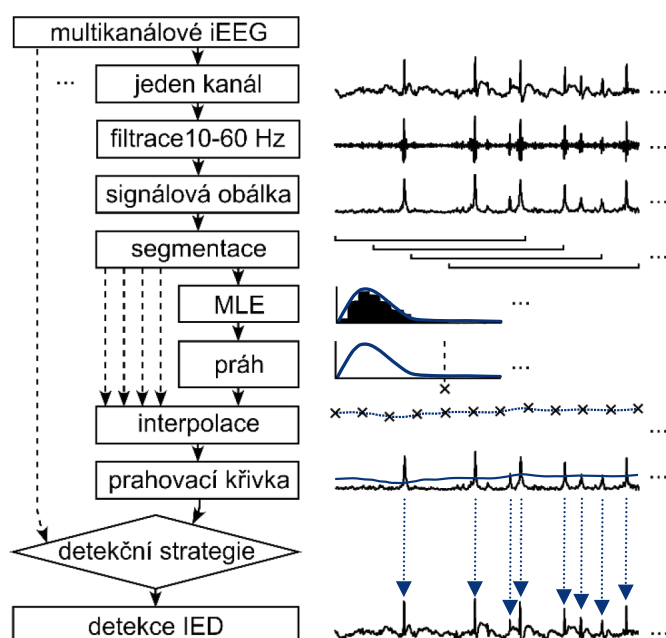 multikanálové iEEG
... jeden kanál ...
filtrace10-60 Hz ...
signálová obálka ...
segmentace ...
MLE ...
práh ...
interpolace ...
prahovací křivka ...
detekční strategie
detekce IED ...